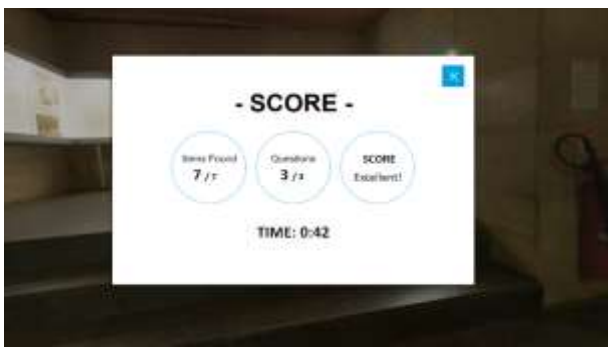 - SCORE -
Items Found
7 / 7
Questions
3 / 3
SCORE
Excellent!
TIME: 0:42